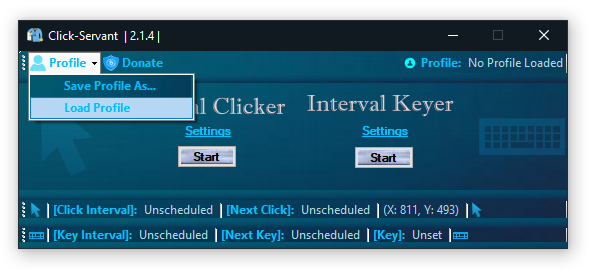 Click-Servant | 2.1.4 |
Profile Donate Profile: No Profile Loaded
Save Profile As...
Load Profile
al Clicker Interval Keyer
Settings Settings
Start Start
[Click Interval]: Unscheduled [Next Click]: Unscheduled (X: 811, Y: 493)
[Key Interval]: Unscheduled [Next Key]: Unscheduled [Key]: Unset